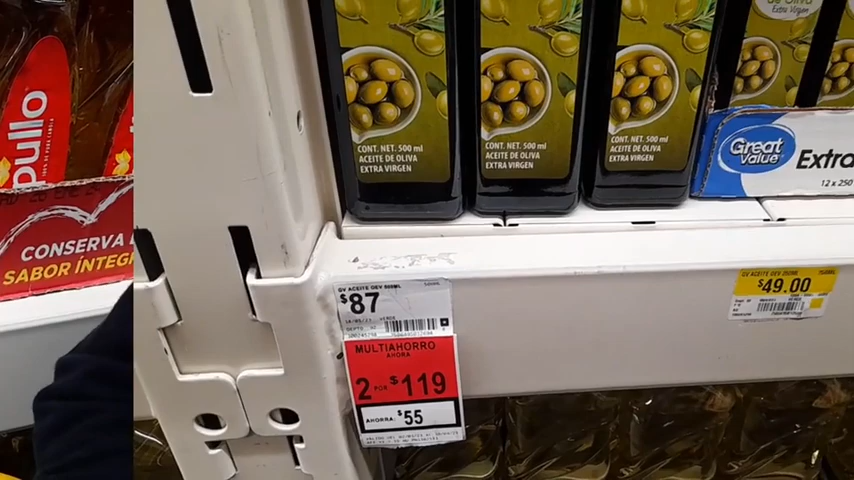 pullo
CONSERVA
SABOR ÍNTEGR
CONT. NET. 500 ml
ACEITE DE OLIVA
EXTRA VIRGEN
CONT. NET. 500 ml
ACEITE DE OLIVA
EXTRA VIRGEN
CONT. NET. 500 ml
ACEITE DE OLIVA
EXTRA VIRGEN
Extra Virgen
Great Value
Extra
12 x 250
GV ACEITE OEV 500ML
$87
VERDE
MULTIAHORRO
AHORA
2 POR $119
AHORRA $55
GV ACEITE OEV 250ML
$49.00